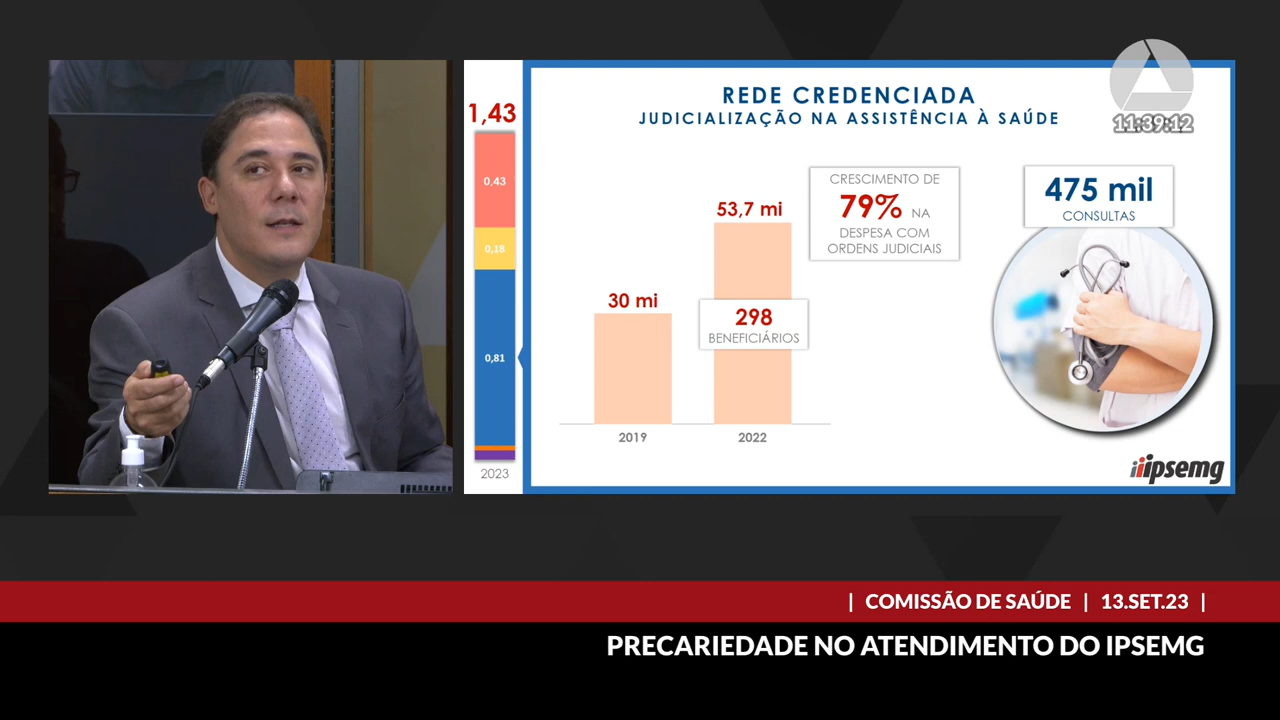 11:39:12
1,43
0,43
0,18
0,81
2023
REDE CREDENCIADA
JUDICIALIZAÇÃO NA ASSISTÊNCIA À SAÚDE
30 mi
53,7 mi
298
BENEFICIÁRIOS
2019
2022
CRESCIMENTO DE
79% NA
DESPESA COM
ORDENS JUDICIAIS
475 mil
CONSULTAS
ipsemg
| COMISSÃO DE SAÚDE | 13.SET.23 |
PRECARIEDADE NO ATENDIMENTO DO IPSEMG